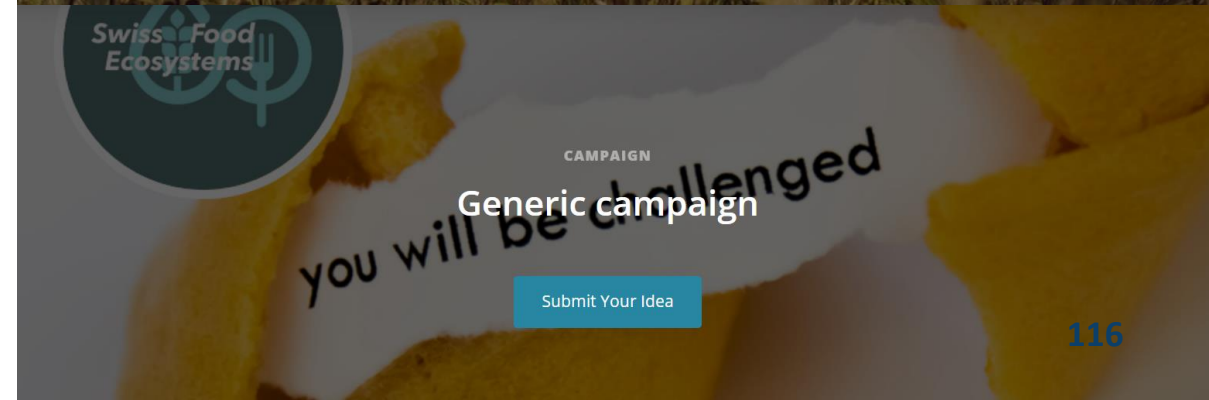 Swiss Food
Ecosystems
CAMPAIGN
Generic campaign
you will be challenged
Submit Your Idea
116